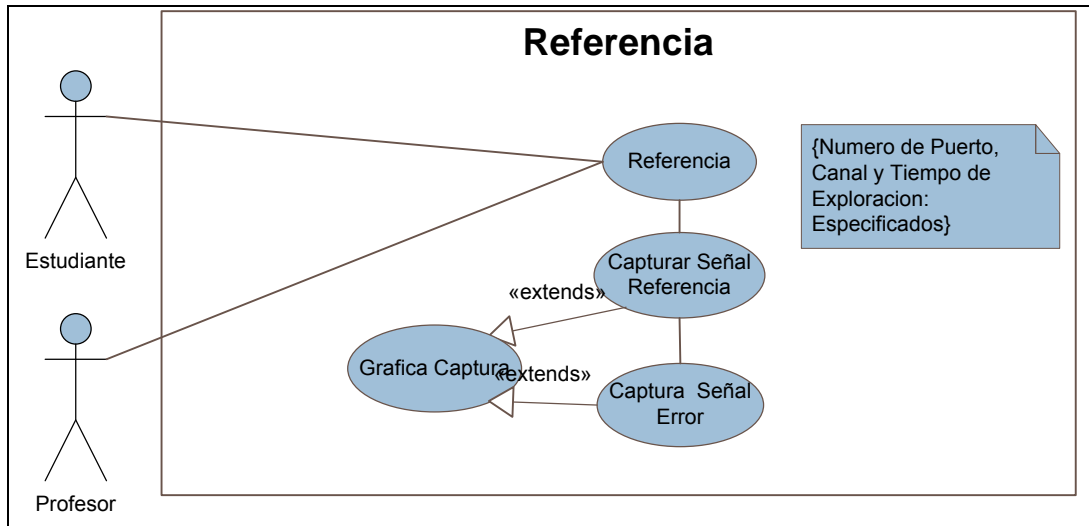 Referencia
Estudiante
Profesor
Referencia
{Numero de Puerto,
Canal y Tiempo de
Exploracion:
Especificados}
Capturar Señal
Referencia
«extends»
Grafica Captura
«extends»
Captura Señal
Error